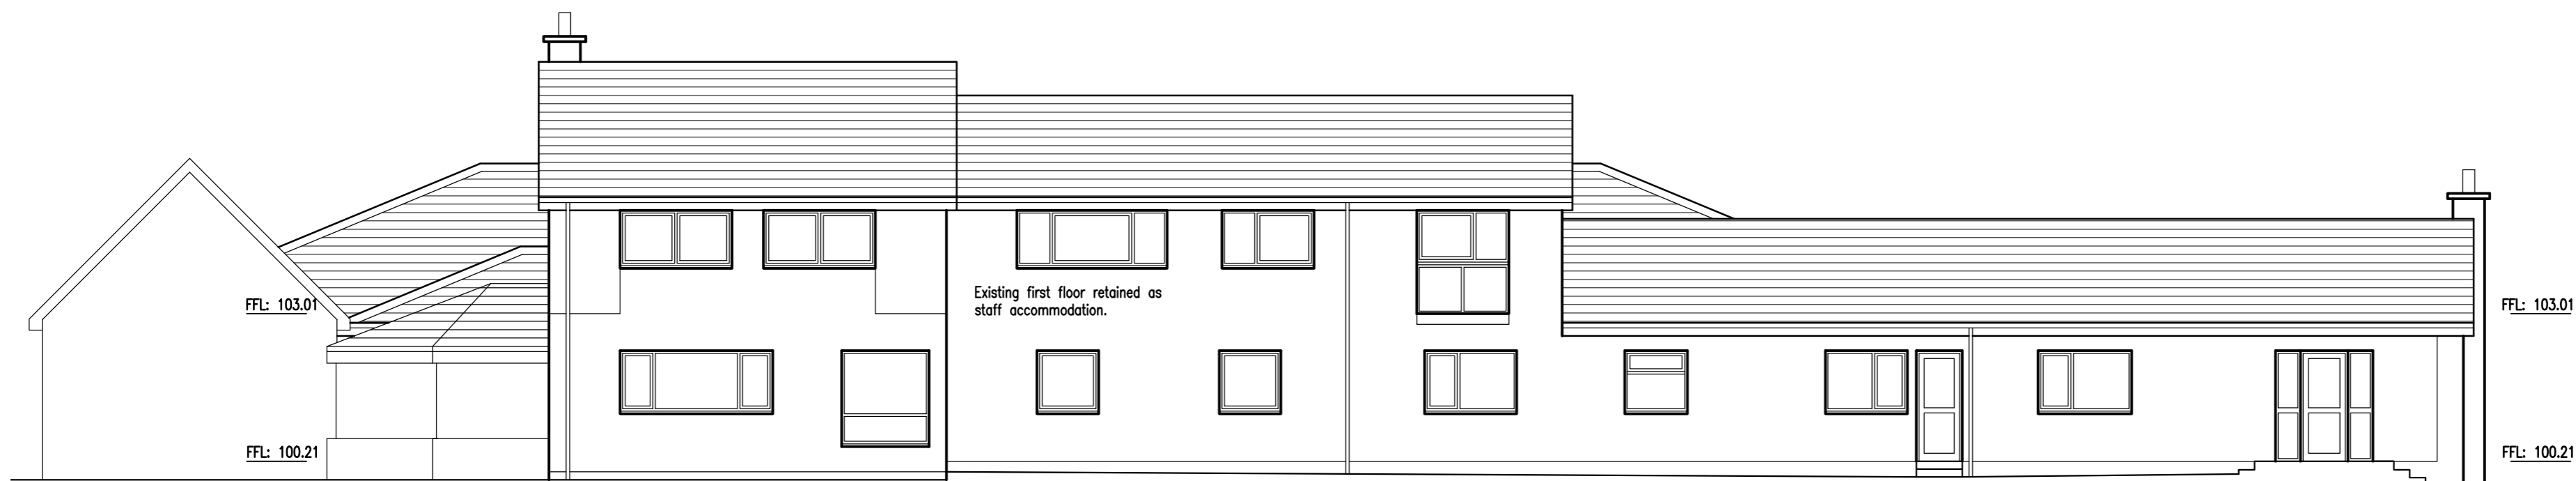 Existing first floor retained as
staff accommodation.
FFL: 103.01
FFL: 103.01
FFL: 100.21
FFL: 100.21